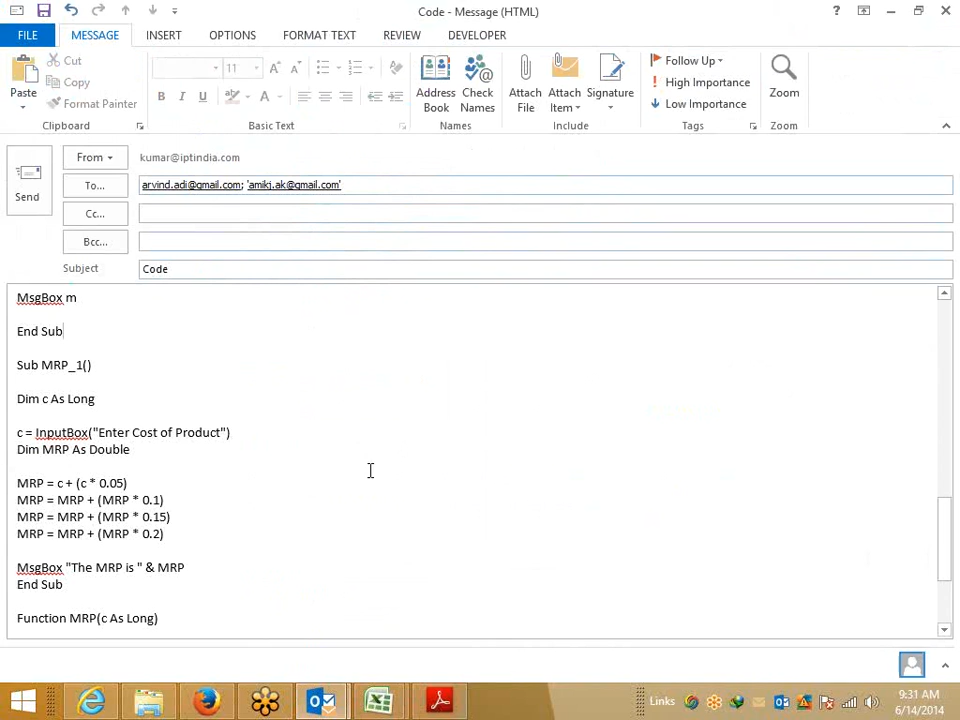 Code - Message (HTML)
FILE MESSAGE INSERT OPTIONS FORMAT TEXT REVIEW DEVELOPER
Paste
Cut
Copy
Format Painter
Clipboard
11
B I U
Basic Text
Address Book
Check Names
Names
Attach File
Attach Item
Signature
Include
Follow Up
High Importance
Low Importance
Tags
Zoom
Zoom
Send
From
kumar@iptindia.com
To...
arvind.adi@gmail.com; 'amikj.ak@gmail.com'
Cc...
Bcc...
Subject
Code
MsgBox m
End Sub
Sub MRP_1()
Dim c As Long
c = InputBox("Enter Cost of Product")
Dim MRP As Double
MRP = c + (c * 0.05)
MRP = MRP + (MRP * 0.1)
MRP = MRP + (MRP * 0.15)
MRP = MRP + (MRP * 0.2)
MsgBox "The MRP is " & MRP
End Sub
Function MRP(c As Long)
Links
9:31 AM
6/14/2014